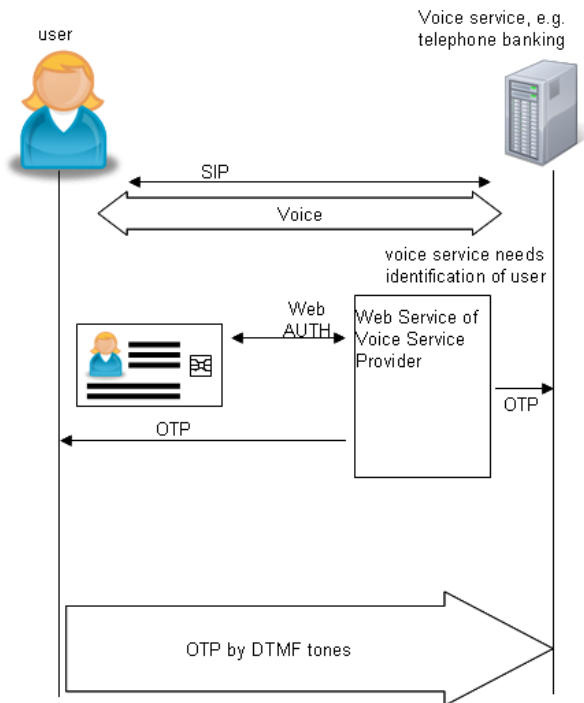 user
Voice service, e.g.
telephone banking
SIP
Voice
voice service needs
identification of user
Web
AUTH
Web Service of
Voice Service
Provider
OTP
OTP
OTP by DTMF tones